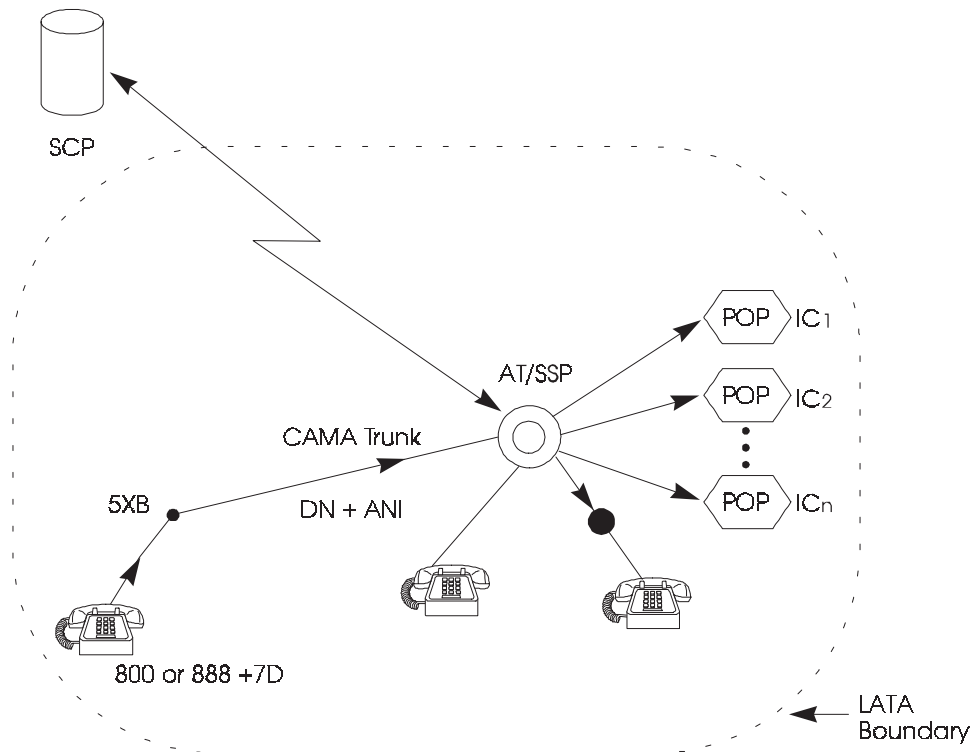 SCP
POP IC1
AT/SSP
POP IC2
CAMA Trunk
POP ICn
5XB
DN + ANI
800 or 888 +7D
LATA
Boundary